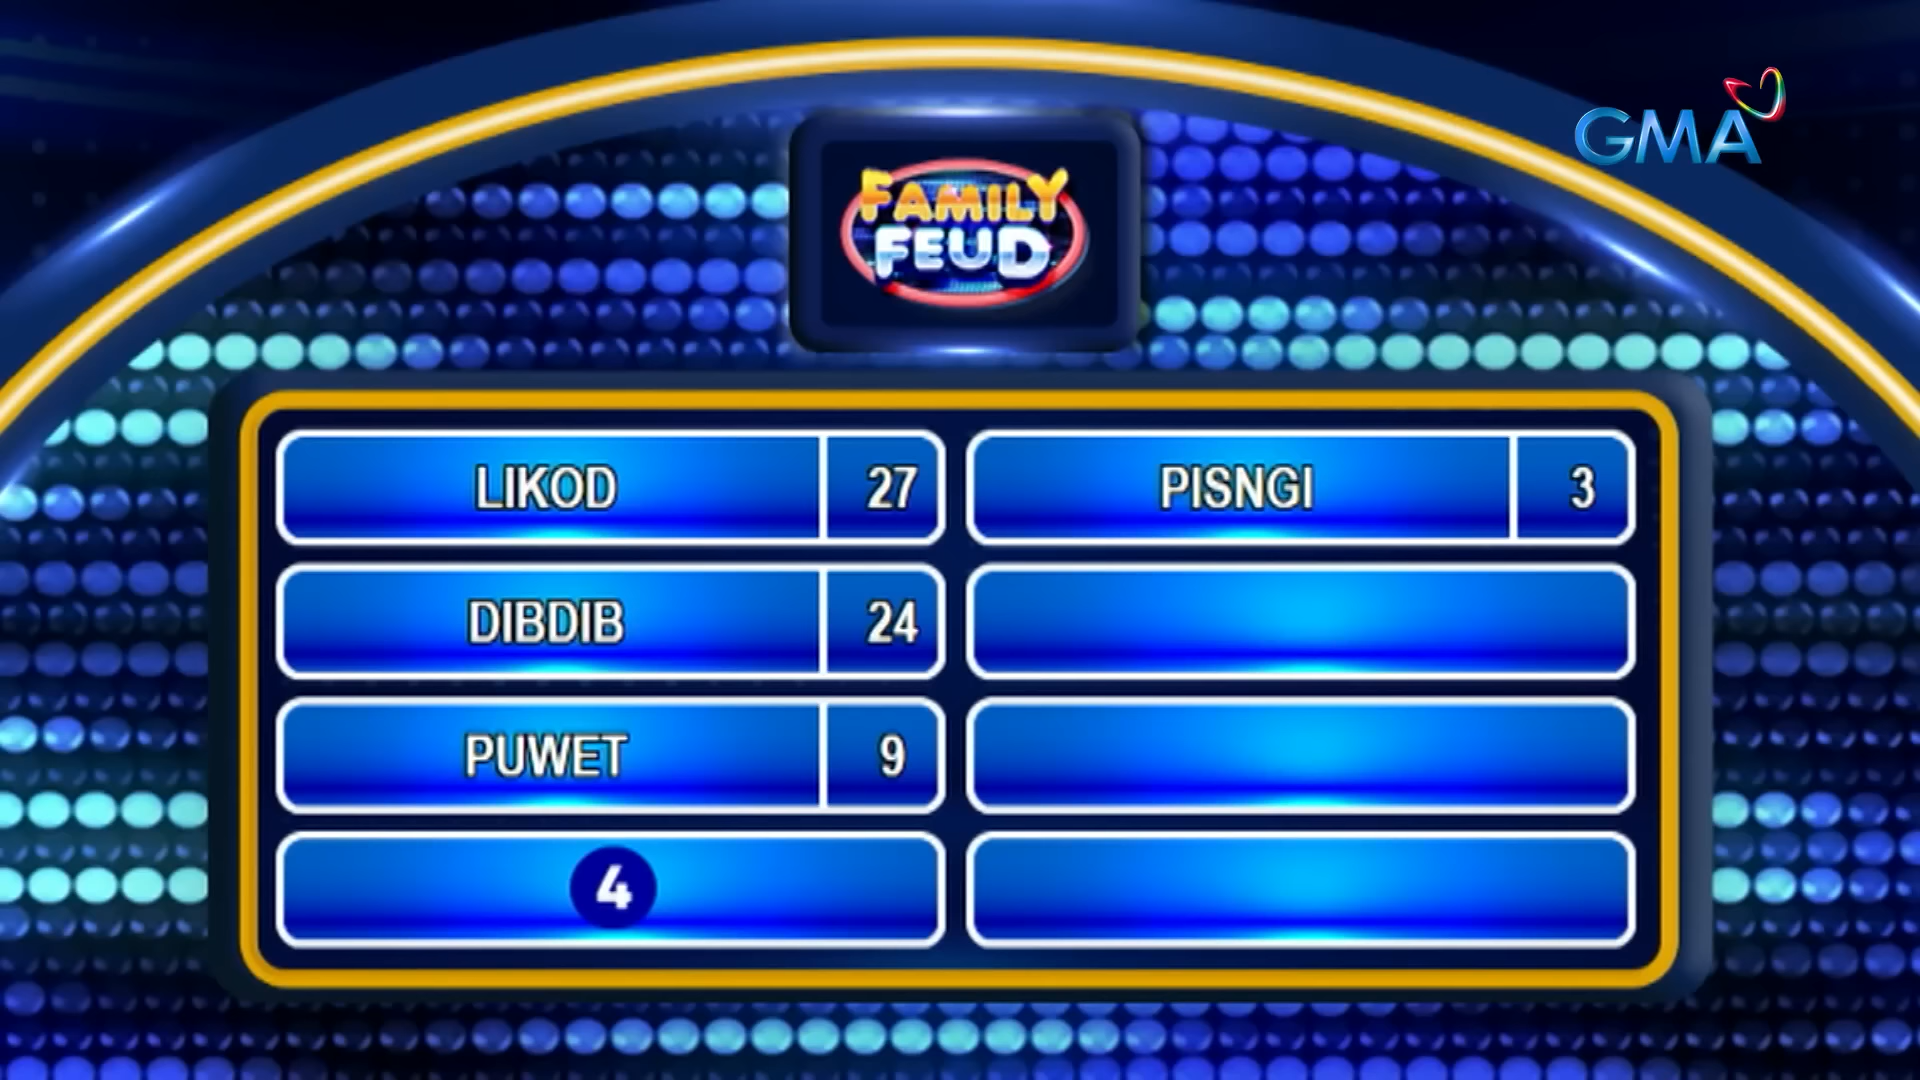 GMA
FAMILY
FEUD
LIKOD 27
DIBDIB 24
PUWET 9
4
PISNGI 3